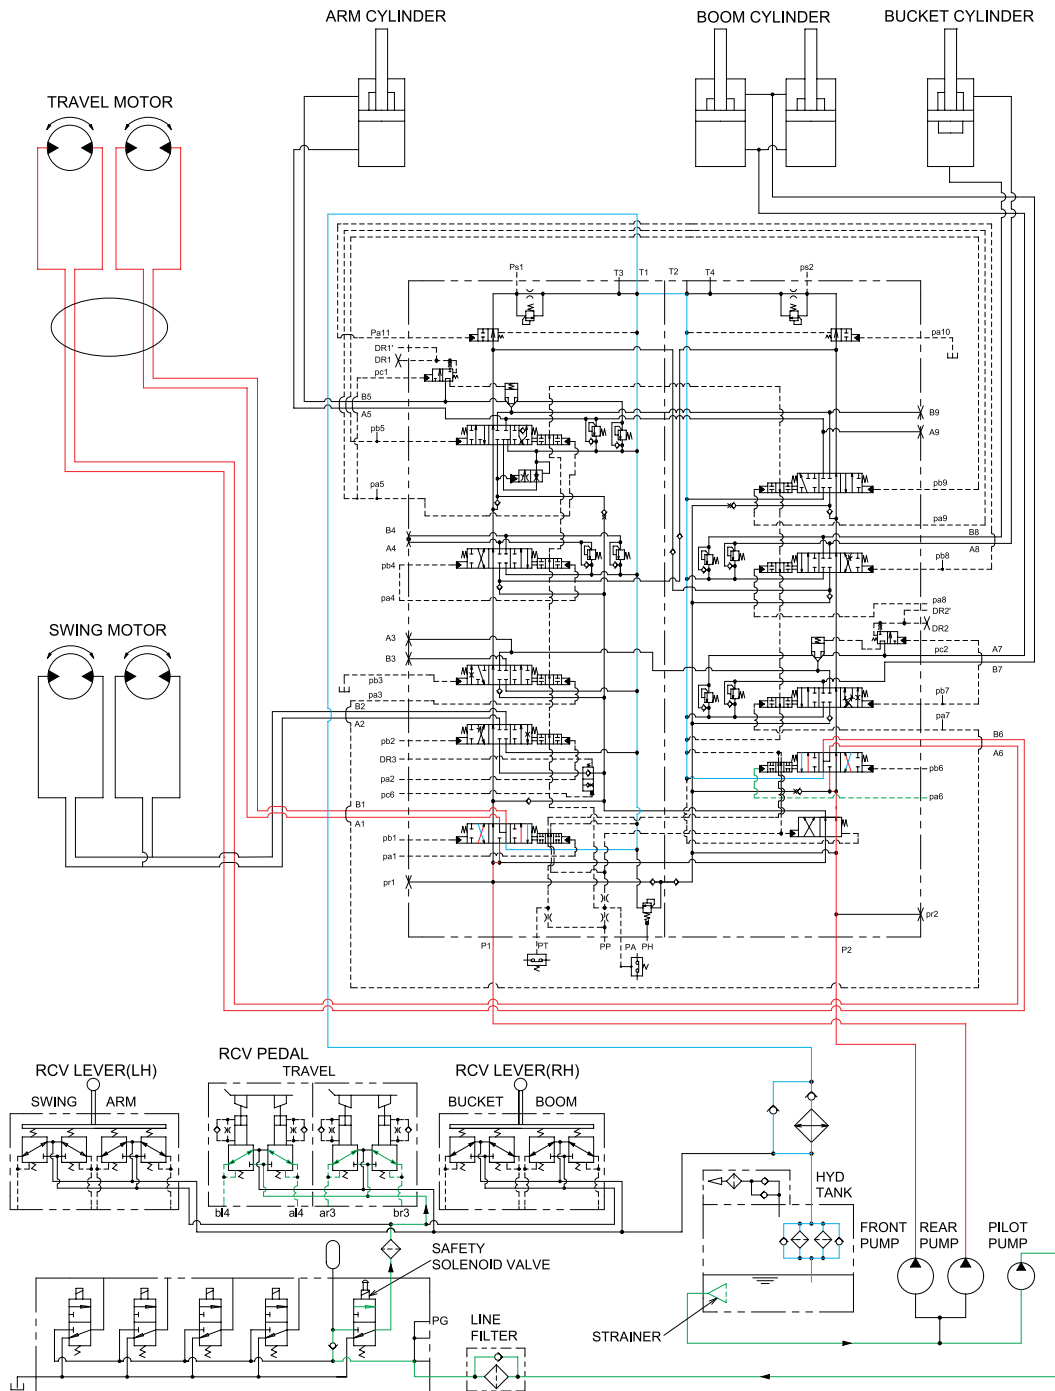 ARM CYLINDER
BOOM CYLINDER
BUCKET CYLINDER
TRAVEL MOTOR
Ps1
T3
T1
T2
T4
ps2
Pa11
pa10
DR1'
DR1
pc1
B5
A5
B9
A9
pb5
pa5
pb9
pa9
B4
A4
B8
A8
pb4
pb8
pa4
pa8
DR2'
DR2
SWING MOTOR
A3
B3
pc2
A7
B7
pb3
pa3
pb7
pa7
B2
A2
B6
A6
pb2
DR3
pa2
pc6
pb6
pa6
B1
A1
pb1
pa1
pr1
pr2
P1
PT
PP
PA
PH
P2
RCV LEVER(LH)
SWING
ARM
RCV PEDAL
TRAVEL
RCV LEVER(RH)
BUCKET
BOOM
bl4
al4
ar3
br3
HYD
TANK
FRONT
PUMP
REAR
PUMP
PILOT
PUMP
SAFETY
SOLENOID VALVE
PG
LINE
FILTER
STRAINER